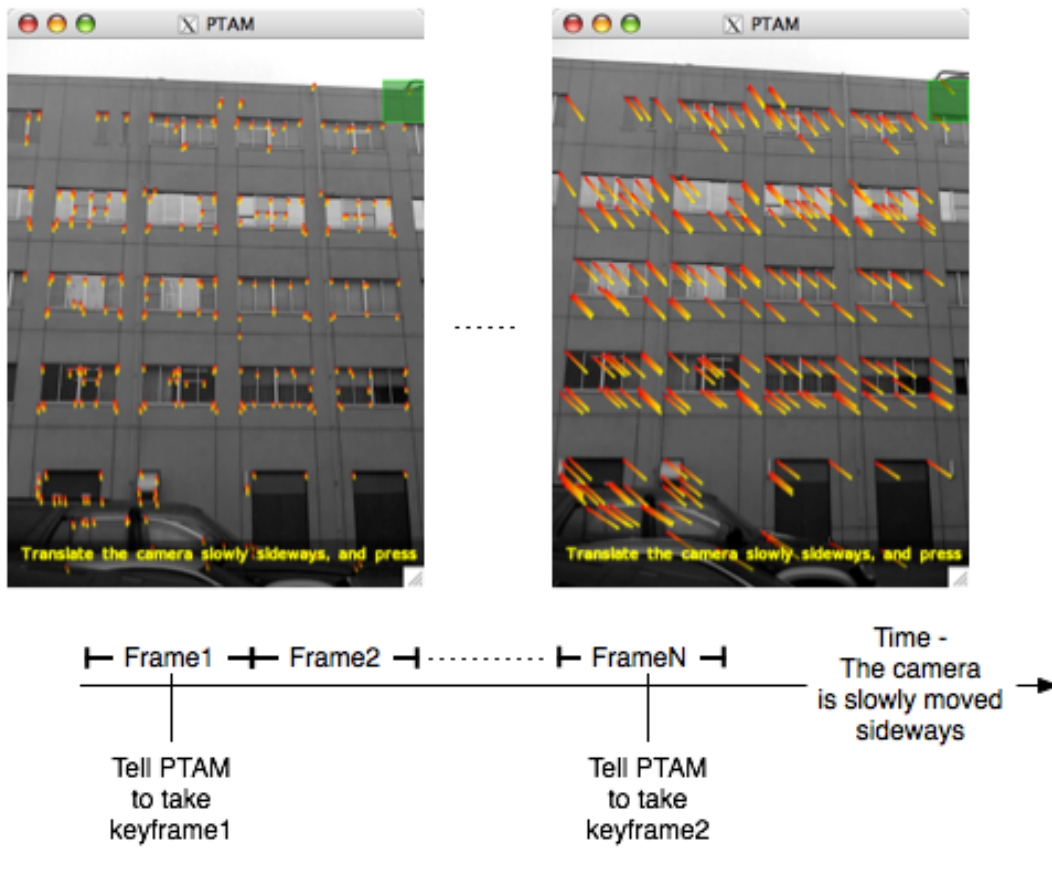 PTAM
PTAM
Translate the camera slowly sideways, and press
Translate the camera slowly sideways, and press
Frame1
Frame2
FrameN
Time -
The camera
is slowly moved
sideways
Tell PTAM
to take
keyframe1
Tell PTAM
to take
keyframe2